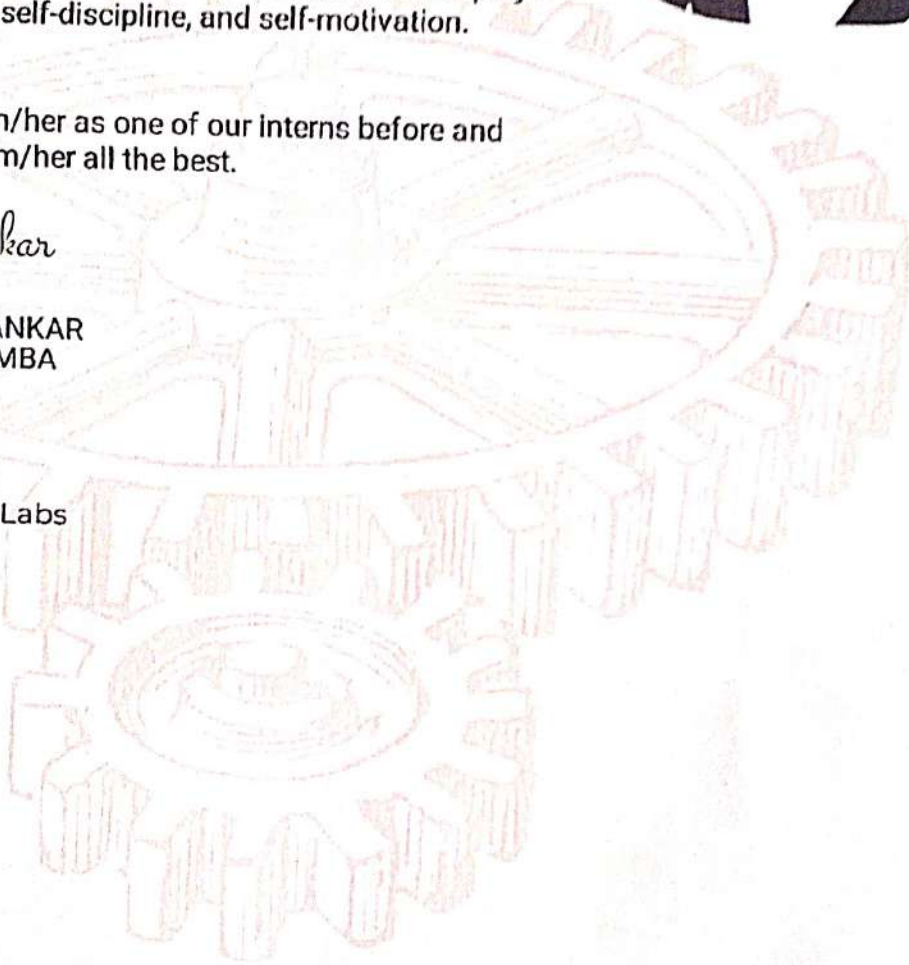 self-discipline, and self-motivation.
n/her as one of our interns before and
m/her all the best.
kar
ANKAR
MBA
Labs